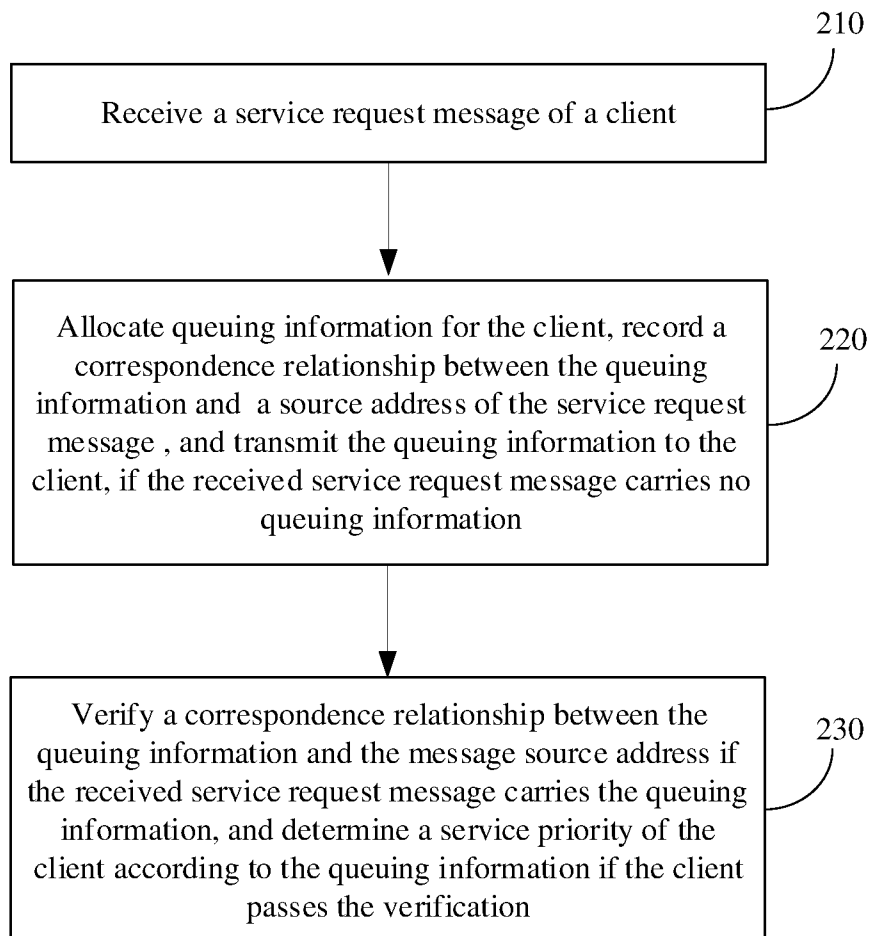 210
Receive a service request message of a client
Allocate queuing information for the client, record a
correspondence relationship between the queuing
information and a source address of the service request
message , and transmit the queuing information to the
client, if the received service request message carries no
queuing information
220
Verify a correspondence relationship between the
queuing information and the message source address if
the received service request message carries the queuing
information, and determine a service priority of the
client according to the queuing information if the client
passes the verification
230